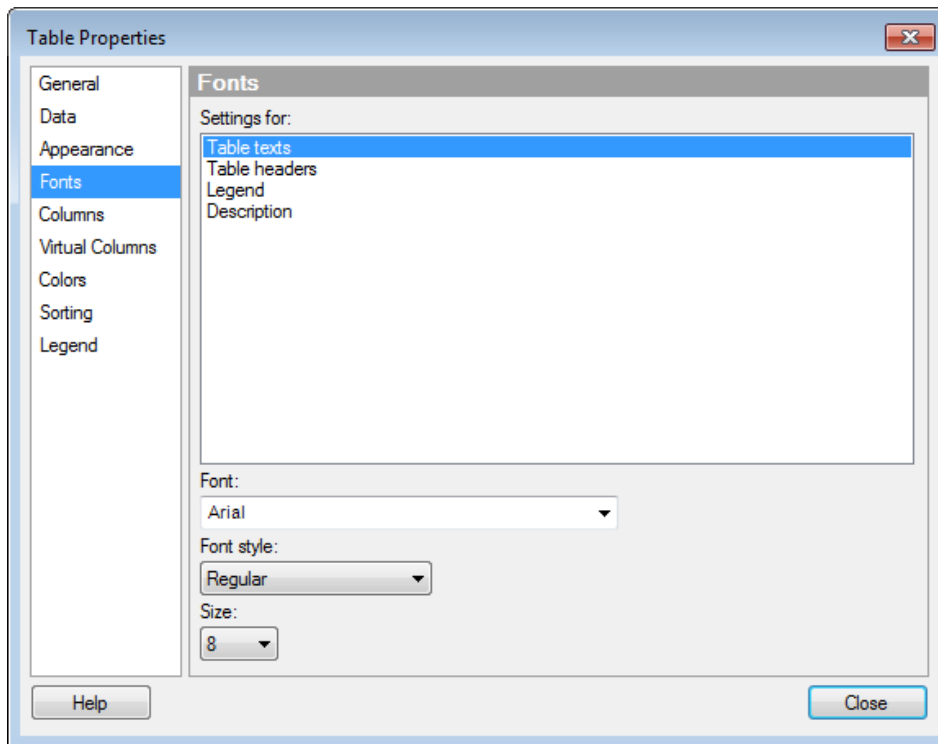 Table Properties
General
Data
Appearance
Fonts
Columns
Virtual Columns
Colors
Sorting
Legend
Fonts
Settings for:
Table texts
Table headers
Legend
Description
Font:
Arial
Font style:
Regular
Size:
8
Help
Close